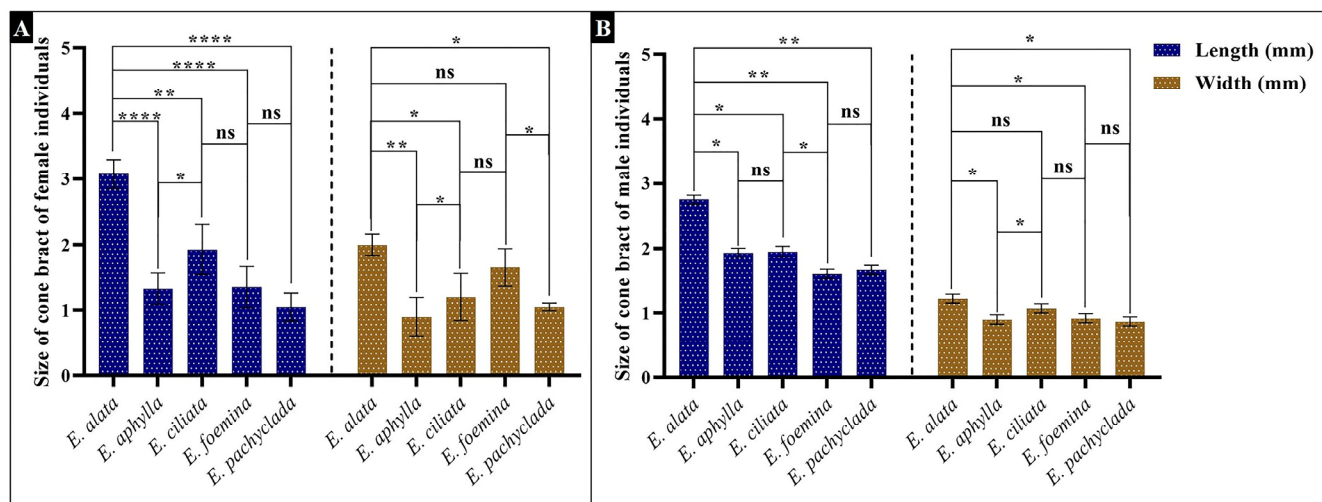 A
Size of cone bract of female individuals
5
4
3
2
1
0
****
****
**
****
ns
ns
*
*
ns
*
*
**
ns
*
E. alata
E. aphylla
E. ciliata
E. foemina
E. pachyclada
E. alata
E. aphylla
E. ciliata
E. foemina
E. pachyclada
B
Size of cone bract of male individuals
5
4
3
2
1
0
**
**
*
ns
*
*
ns
*
*
ns
ns
ns
*
*
E. alata
E. aphylla
E. ciliata
E. foemina
E. pachyclada
E. alata
E. aphylla
E. ciliata
E. foemina
E. pachyclada
Length (mm)
Width (mm)